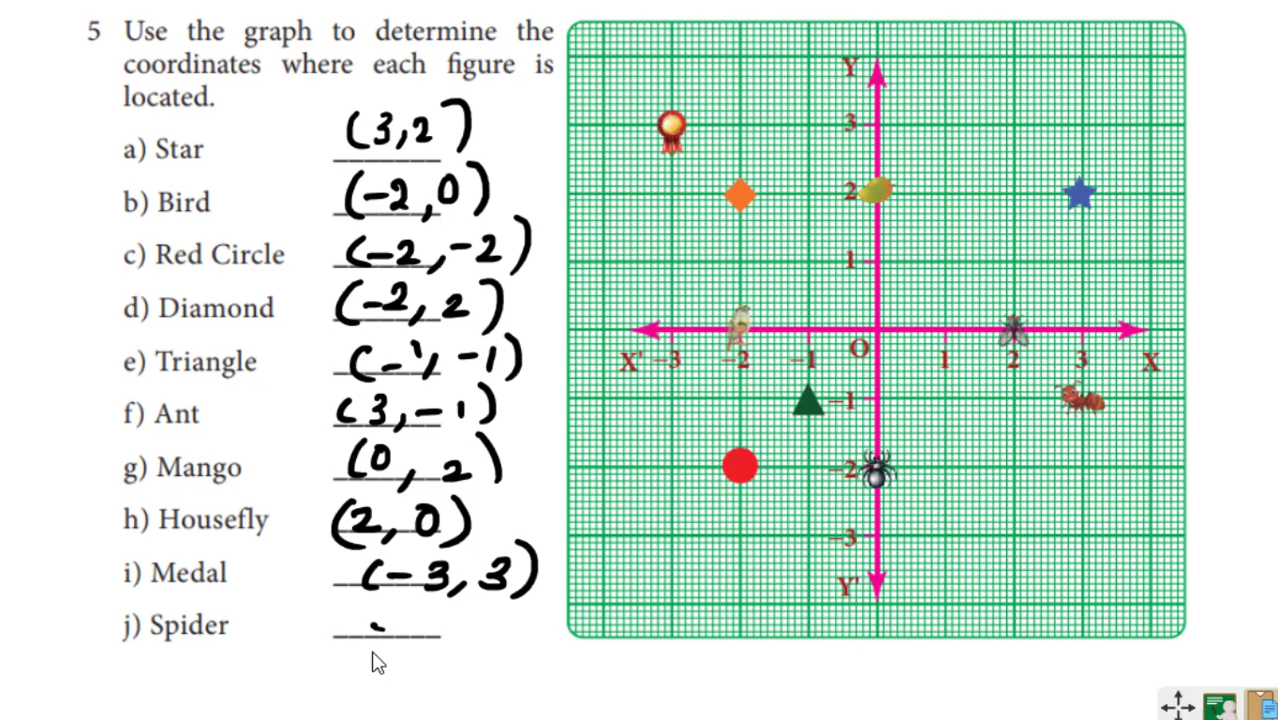 5 Use the graph to determine the
coordinates where each figure is
located.
a) Star (3,2)
b) Bird (-2,0)
c) Red Circle (-2,-2)
d) Diamond (-2,2)
e) Triangle (-1,-1)
f) Ant (3,-1)
g) Mango (0,2)
h) Housefly (2,0)
i) Medal (-3,3)
j) Spider
Y
3
2
1
X' -3 -2 -1 O 1 2 3 X
-1
-2
-3
Y'